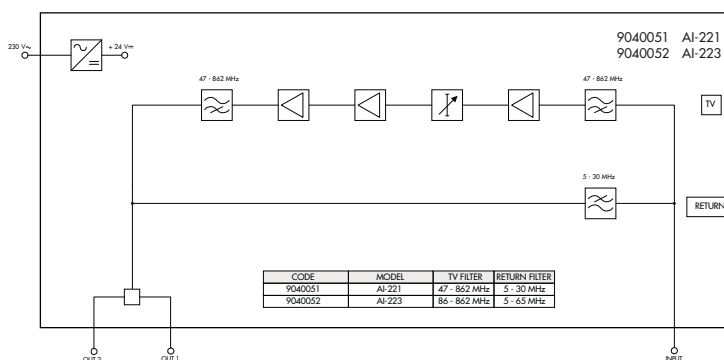 9040051 AI-221
9040052 AI-223
230 V~
+ 24 V
47 - 862 MHz
47 - 862 MHz
TV
5 - 30 MHz
RETURN
CODE MODEL TV FILTER RETURN FILTER
9040051 AI-221 47 - 862 MHz 5 - 30 MHz
9040052 AI-223 86 - 862 MHz 5 - 65 MHz
OUT 2 OUT 1 INPUT